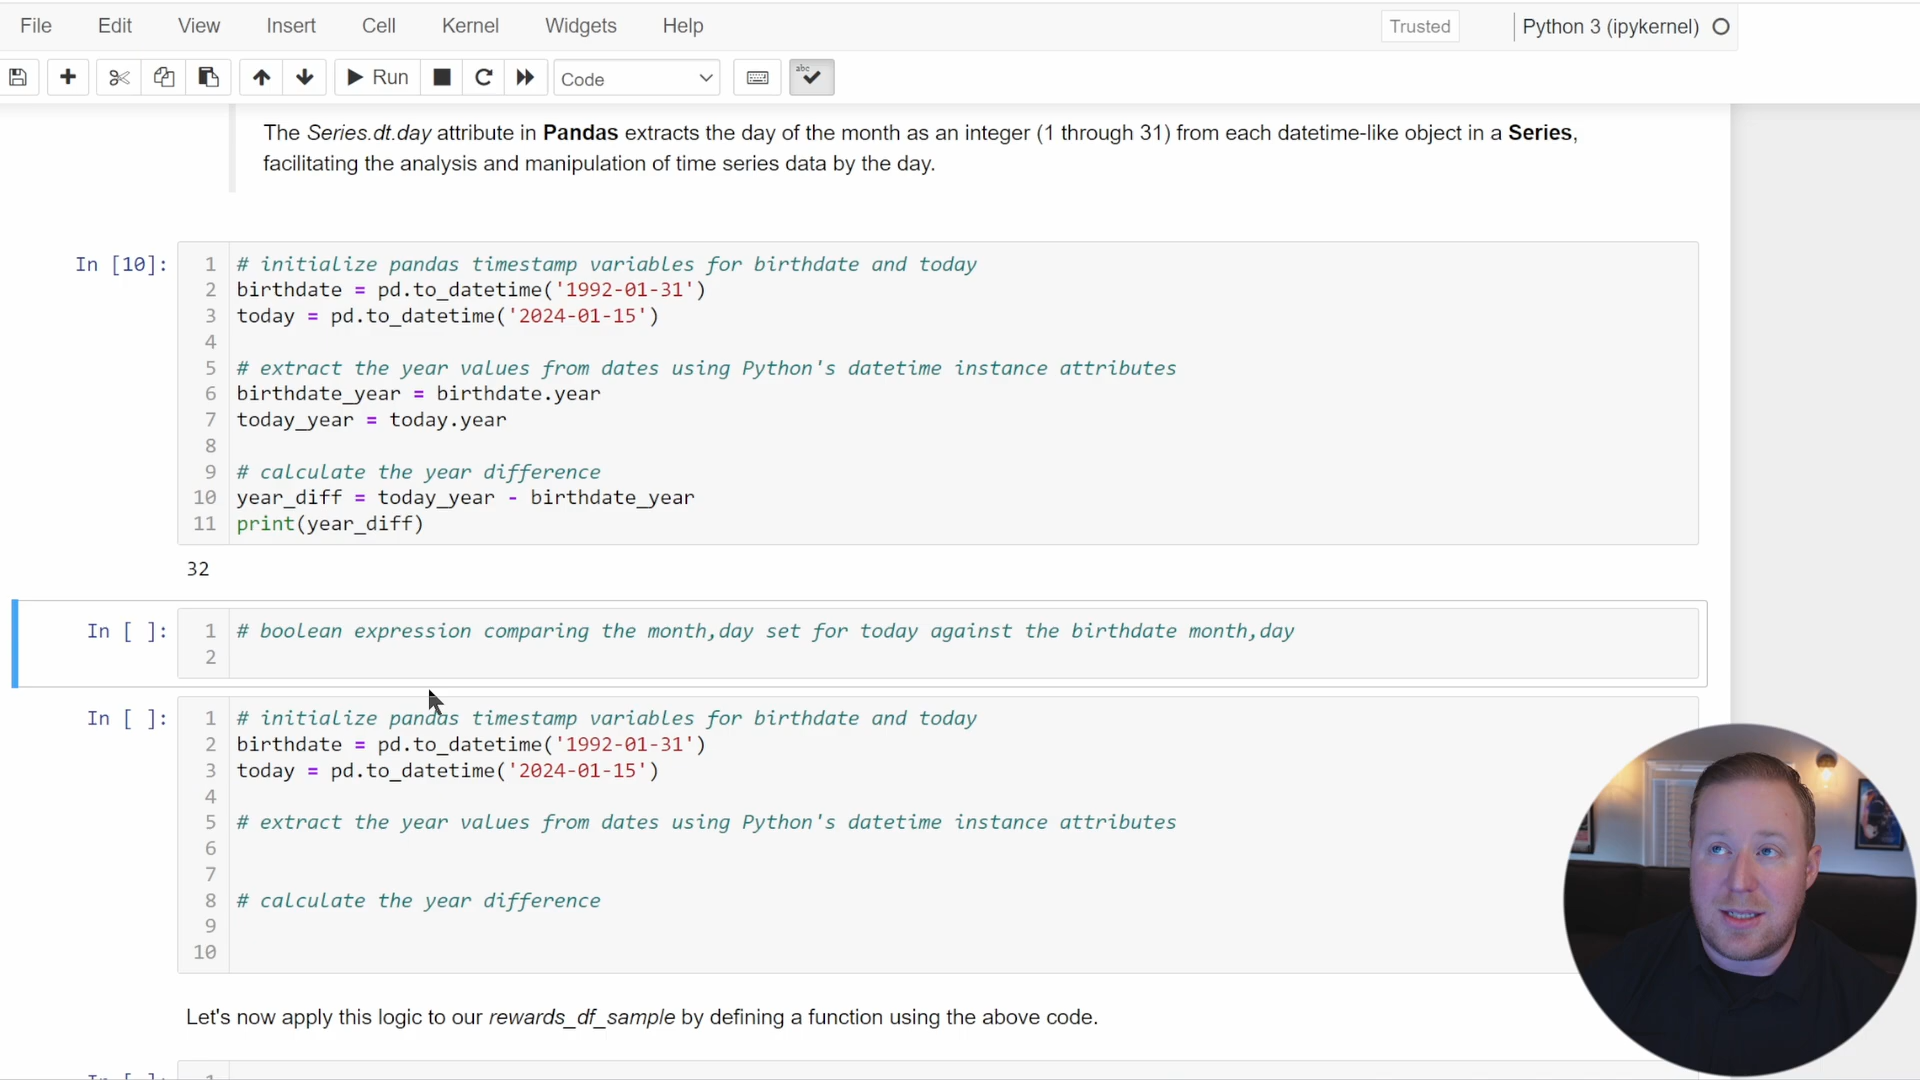 File Edit View Insert Cell Kernel Widgets Help Trusted Python 3 (ipykernel)
Run Code abc
The Series.dt.day attribute in Pandas extracts the day of the month as an integer (1 through 31) from each datetime-like object in a Series,
facilitating the analysis and manipulation of time series data by the day.
In [10]: 1 # initialize pandas timestamp variables for birthdate and today
2 birthdate = pd.to_datetime('1992-01-31')
3 today = pd.to_datetime('2024-01-15')
4
5 # extract the year values from dates using Python's datetime instance attributes
6 birthdate_year = birthdate.year
7 today_year = today.year
8
9 # calculate the year difference
10 year_diff = today_year - birthdate_year
11 print(year_diff)
32
In [ ]: 1 # boolean expression comparing the month,day set for today against the birthdate month,day
2
In [ ]: 1 # initialize pandas timestamp variables for birthdate and today
2 birthdate = pd.to_datetime('1992-01-31')
3 today = pd.to_datetime('2024-01-15')
4
5 # extract the year values from dates using Python's datetime instance attributes
6
7
8 # calculate the year difference
9
10
Let's now apply this logic to our rewards_df_sample by defining a function using the above code.
In [ ]: 1